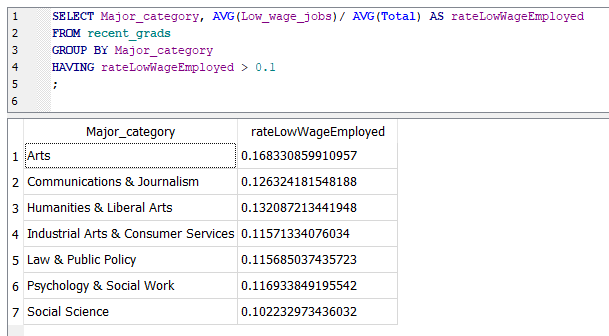 1 SELECT Major_category, AVG(Low_wage_jobs)/ AVG(Total) AS rateLowWageEmployed
2 FROM recent_grads
3 GROUP BY Major_category
4 HAVING rateLowWageEmployed > 0.1
5 ;
6
Major_category rateLowWageEmployed
1 Arts 0.168330859910957
2 Communications & Journalism 0.126324181548188
3 Humanities & Liberal Arts 0.132087213441948
4 Industrial Arts & Consumer Services 0.11571334076034
5 Law & Public Policy 0.115685037435723
6 Psychology & Social Work 0.116933849195542
7 Social Science 0.102232973436032